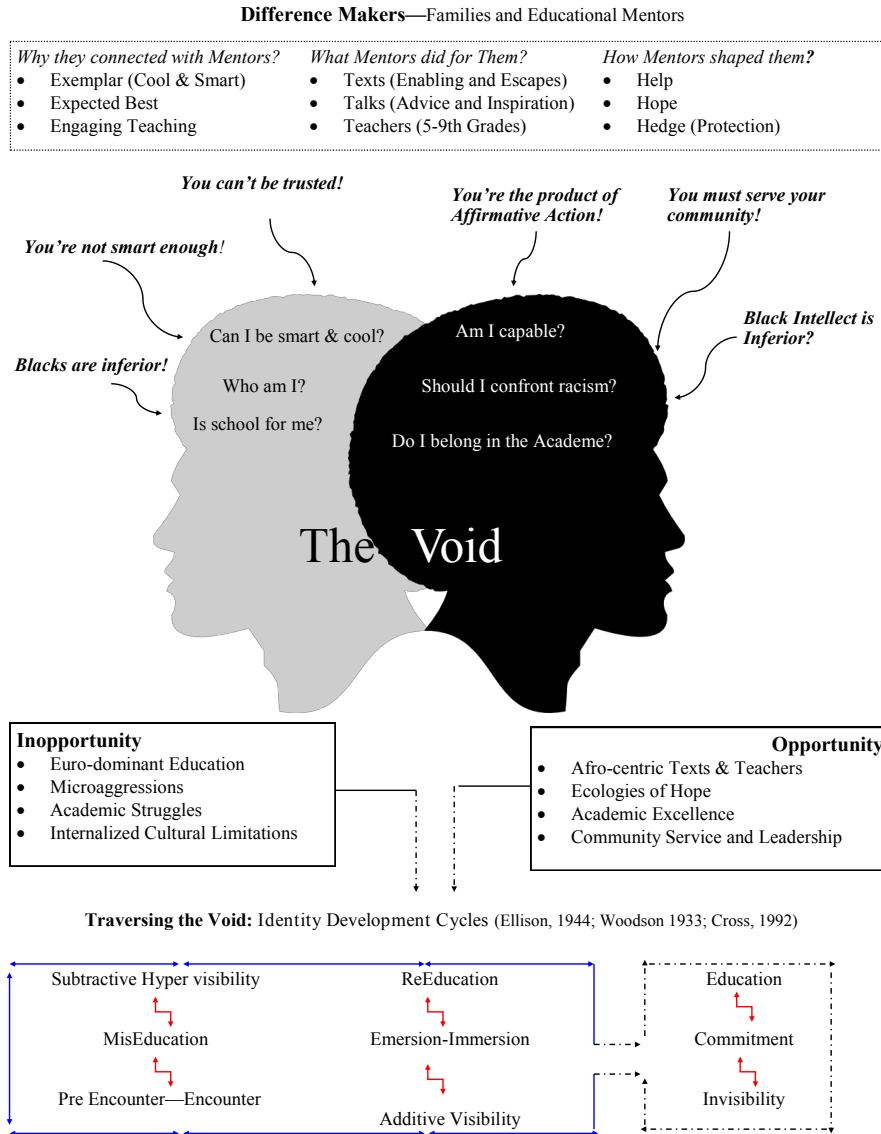 Difference Makers—Families and Educational Mentors
Why they connected with Mentors?
• Exemplar (Cool & Smart)
• Expected Best
• Engaging Teaching
What Mentors did for Them?
• Texts (Enabling and Escapes)
• Talks (Advice and Inspiration)
• Teachers (5-9th Grades)
How Mentors shaped them?
• Help
• Hope
• Hedge (Protection)
You can't be trusted!
You're the product of
Affirmative Action!
You must serve your
community!
You're not smart enough!
Black Intellect is
Inferior?
Blacks are inferior!
Can I be smart & cool?
Who am I?
Is school for me?
Am I capable?
Should I confront racism?
Do I belong in the Academe?
The Void
Inopportunity
• Euro-dominant Education
• Microaggressions
• Academic Struggles
• Internalized Cultural Limitations
Opportunity
• Afro-centric Texts & Teachers
• Ecologies of Hope
• Academic Excellence
• Community Service and Leadership
Traversing the Void: Identity Development Cycles (Ellison, 1944; Woodson 1933; Cross, 1992)
Subtractive Hyper visibility
MisEducation
Pre Encounter—Encounter
ReEducation
Emersion-Immersion
Additive Visibility
Education
Commitment
Invisibility